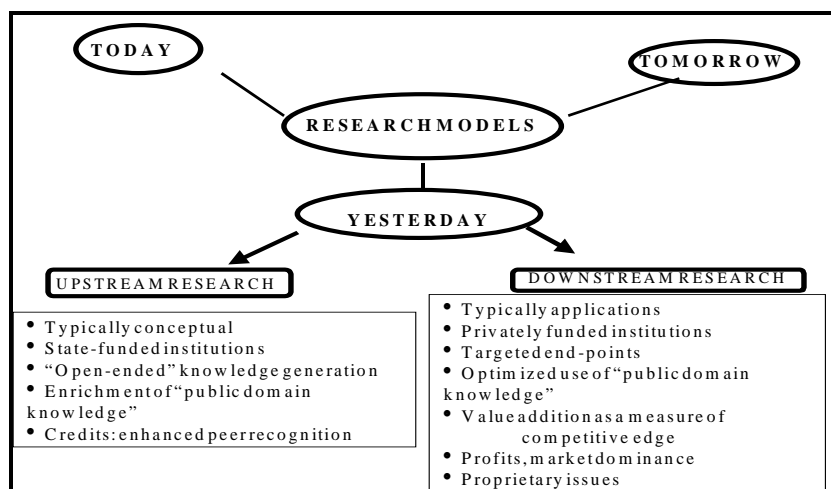 TODAY
TOMORROW
RESEARCH MODELS
YESTERDAY
UPSTREAM RESEARCH
• Typically conceptual
• State-funded institutions
• “Open-ended” knowledge generation
• Enrichment of “public domain
knowledge”
• Credits: enhanced peer recognition
DOWNSTREAM RESEARCH
• Typically applications
• Privately funded institutions
• Targeted end-points
• Optimized use of “public domain
knowledge”
• Value addition as a measure of
competitive edge
• Profits, market dominance
• Proprietary issues